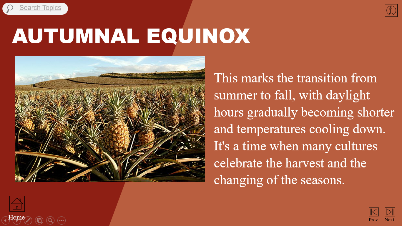 Search Topics
AUTUMNAL EQUINOX
This marks the transition from
summer to fall, with daylight
hours gradually becoming shorter
and temperatures cooling down.
It's a time when many cultures
celebrate the harvest and the
changing of the seasons.
Home
Prev Next